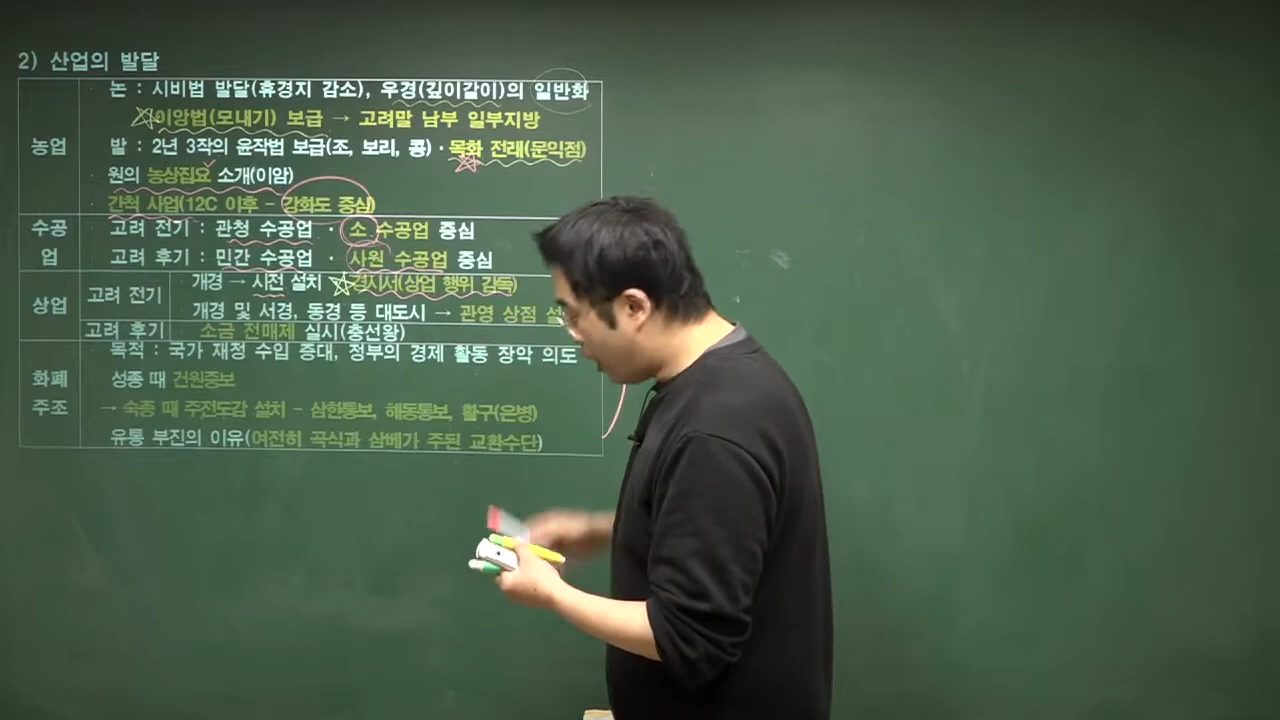 2) 산업의 발달
논 : 시비법 발달(휴경지 감소), 우경(깊이갈이)의 일반화
이앙법(모내기) 보급 → 고려말 남부 일부지방
농업
밭 : 2년 3작의 윤작법 보급(조, 보리, 콩)·목화 전래(문익점)
원의 농상집요 소개(이암)
간척 사업(12C 이후 - 강화도 중심)
수공업
고려 전기 : 관청 수공업 · 소 수공업 중심
고려 후기 : 민간 수공업 · 사원 수공업 중심
상업
고려 전기
개경 → 시전 설치
경시서(상업 행위 감독)
개경 및 서경, 동경 등 대도시 → 관영 상점
고려 후기
소금 전매제 실시(충선왕)
화폐
주조
목적 : 국가 재정 수입 증대, 정부의 경제 활동 장악 의도
성종 때 건원중보
→ 숙종 때 주전도감 설치 - 삼한통보, 해동통보, 활구(은병)
유통 부진의 이유(여전히 곡식과 삼베가 주된 교환수단)